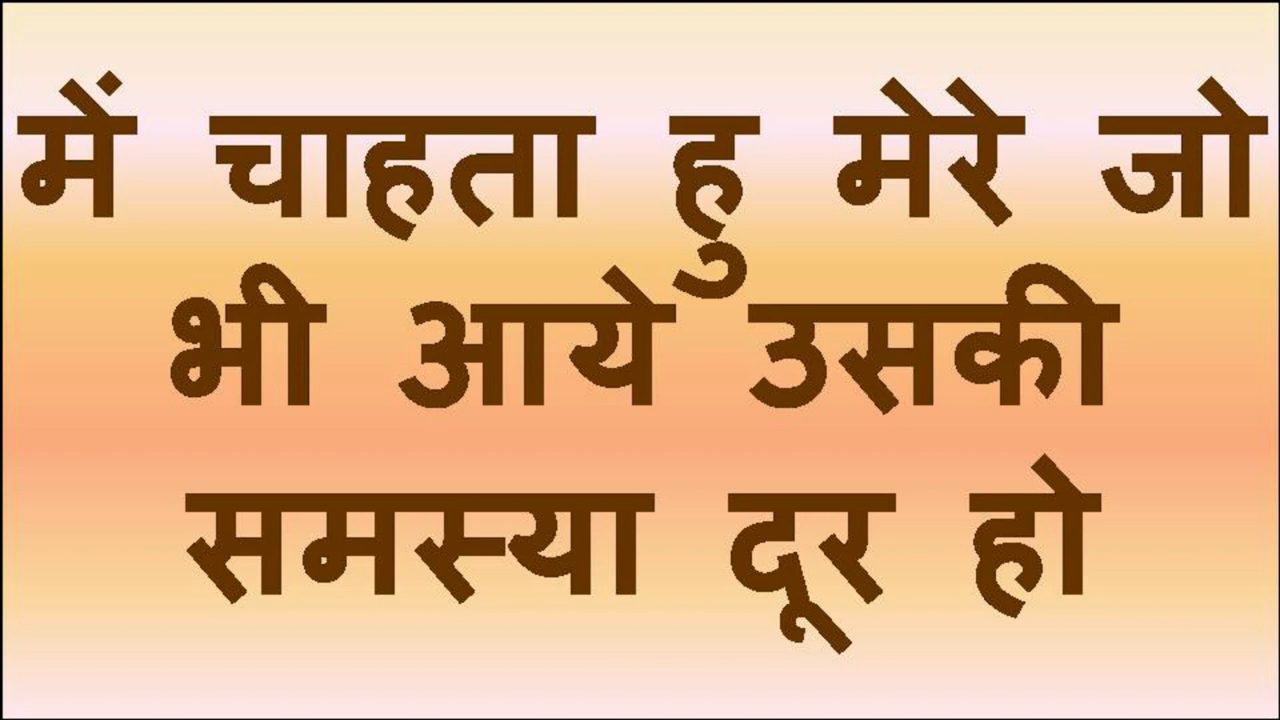 में चाहता हु मेरे जो
भी आये उसकी
समस्या दूर हो